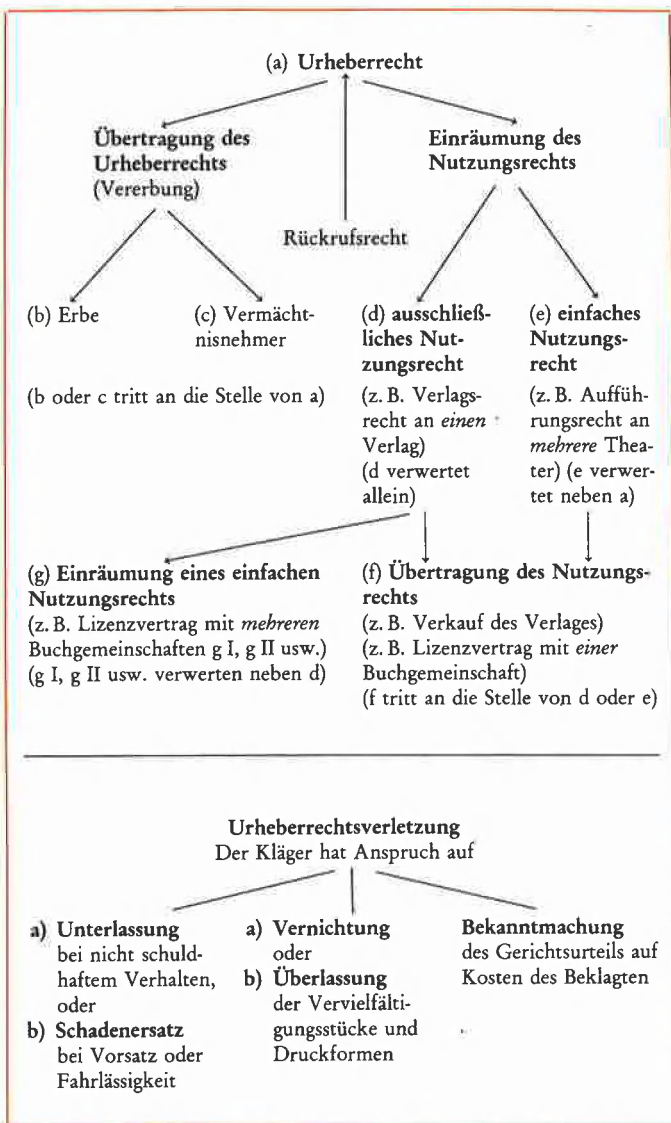 (a) Urheberrecht
Übertragung des
Urheberrechts
(Vererbung)
Einräumung des
Nutzungsrechts
Rückrufsrecht
(b) Erbe
(c) Vermächt-
nisnehmer
(b oder c tritt an die Stelle von a)
(d) ausschließ-
liches Nut-
zungsrecht
(z. B. Verlags-
recht an einen
Verlag)
(d verwertet
allein)
(e) einfaches
Nutzungs-
recht
(z. B. Auffüh-
rungsrecht an
mehrere Thea-
ter) (e verwer-
tet neben a)
(g) Einräumung eines einfachen
Nutzungsrechts
(z. B. Lizenzvertrag mit mehreren
Buchgemeinschaften g I, g II usw.)
(g I, g II usw. verwerten neben d)
(f) Übertragung des Nutzungs-
rechts
(z. B. Verkauf des Verlages)
(z. B. Lizenzvertrag mit einer
Buchgemeinschaft)
(f tritt an die Stelle von d oder e)
Urheberrechtsverletzung
Der Kläger hat Anspruch auf
a) Unterlassung
bei nicht schuld-
haftem Verhalten,
oder
b) Schadenersatz
bei Vorsatz oder
Fahrlässigkeit
a) Vernichtung
oder
b) Überlassung
der Vervielfälti-
gungsstücke und
Druckformen
Bekanntmachung
des Gerichtsurteils auf
Kosten des Beklagten